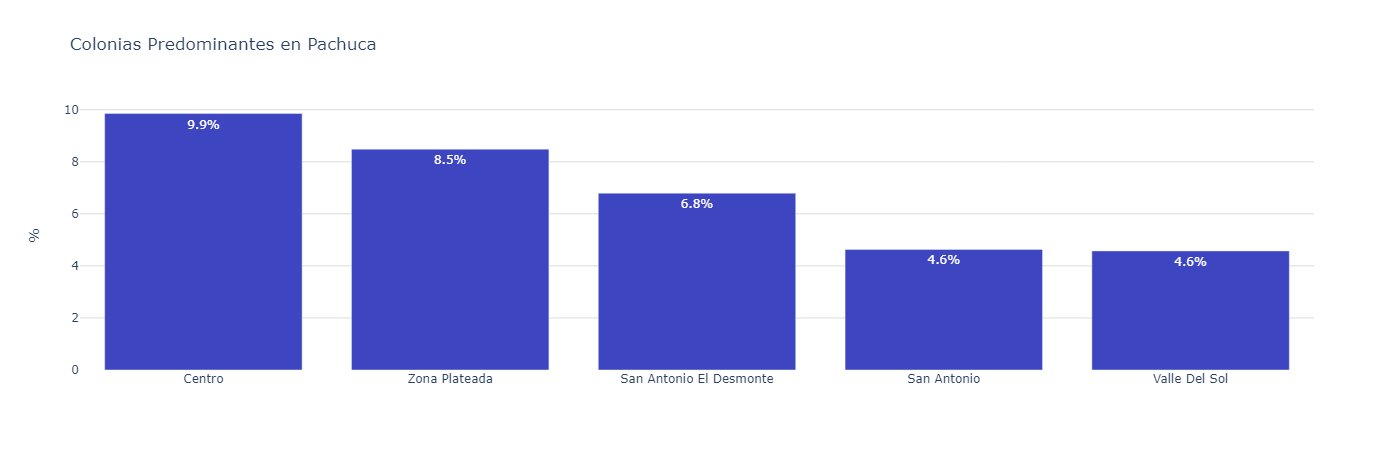 Colonias Predominantes en Pachuca
%
10
8
6
4
2
0
9.9%
8.5%
6.8%
4.6%
4.6%
Centro
Zona Plateada
San Antonio El Desmonte
San Antonio
Valle Del Sol